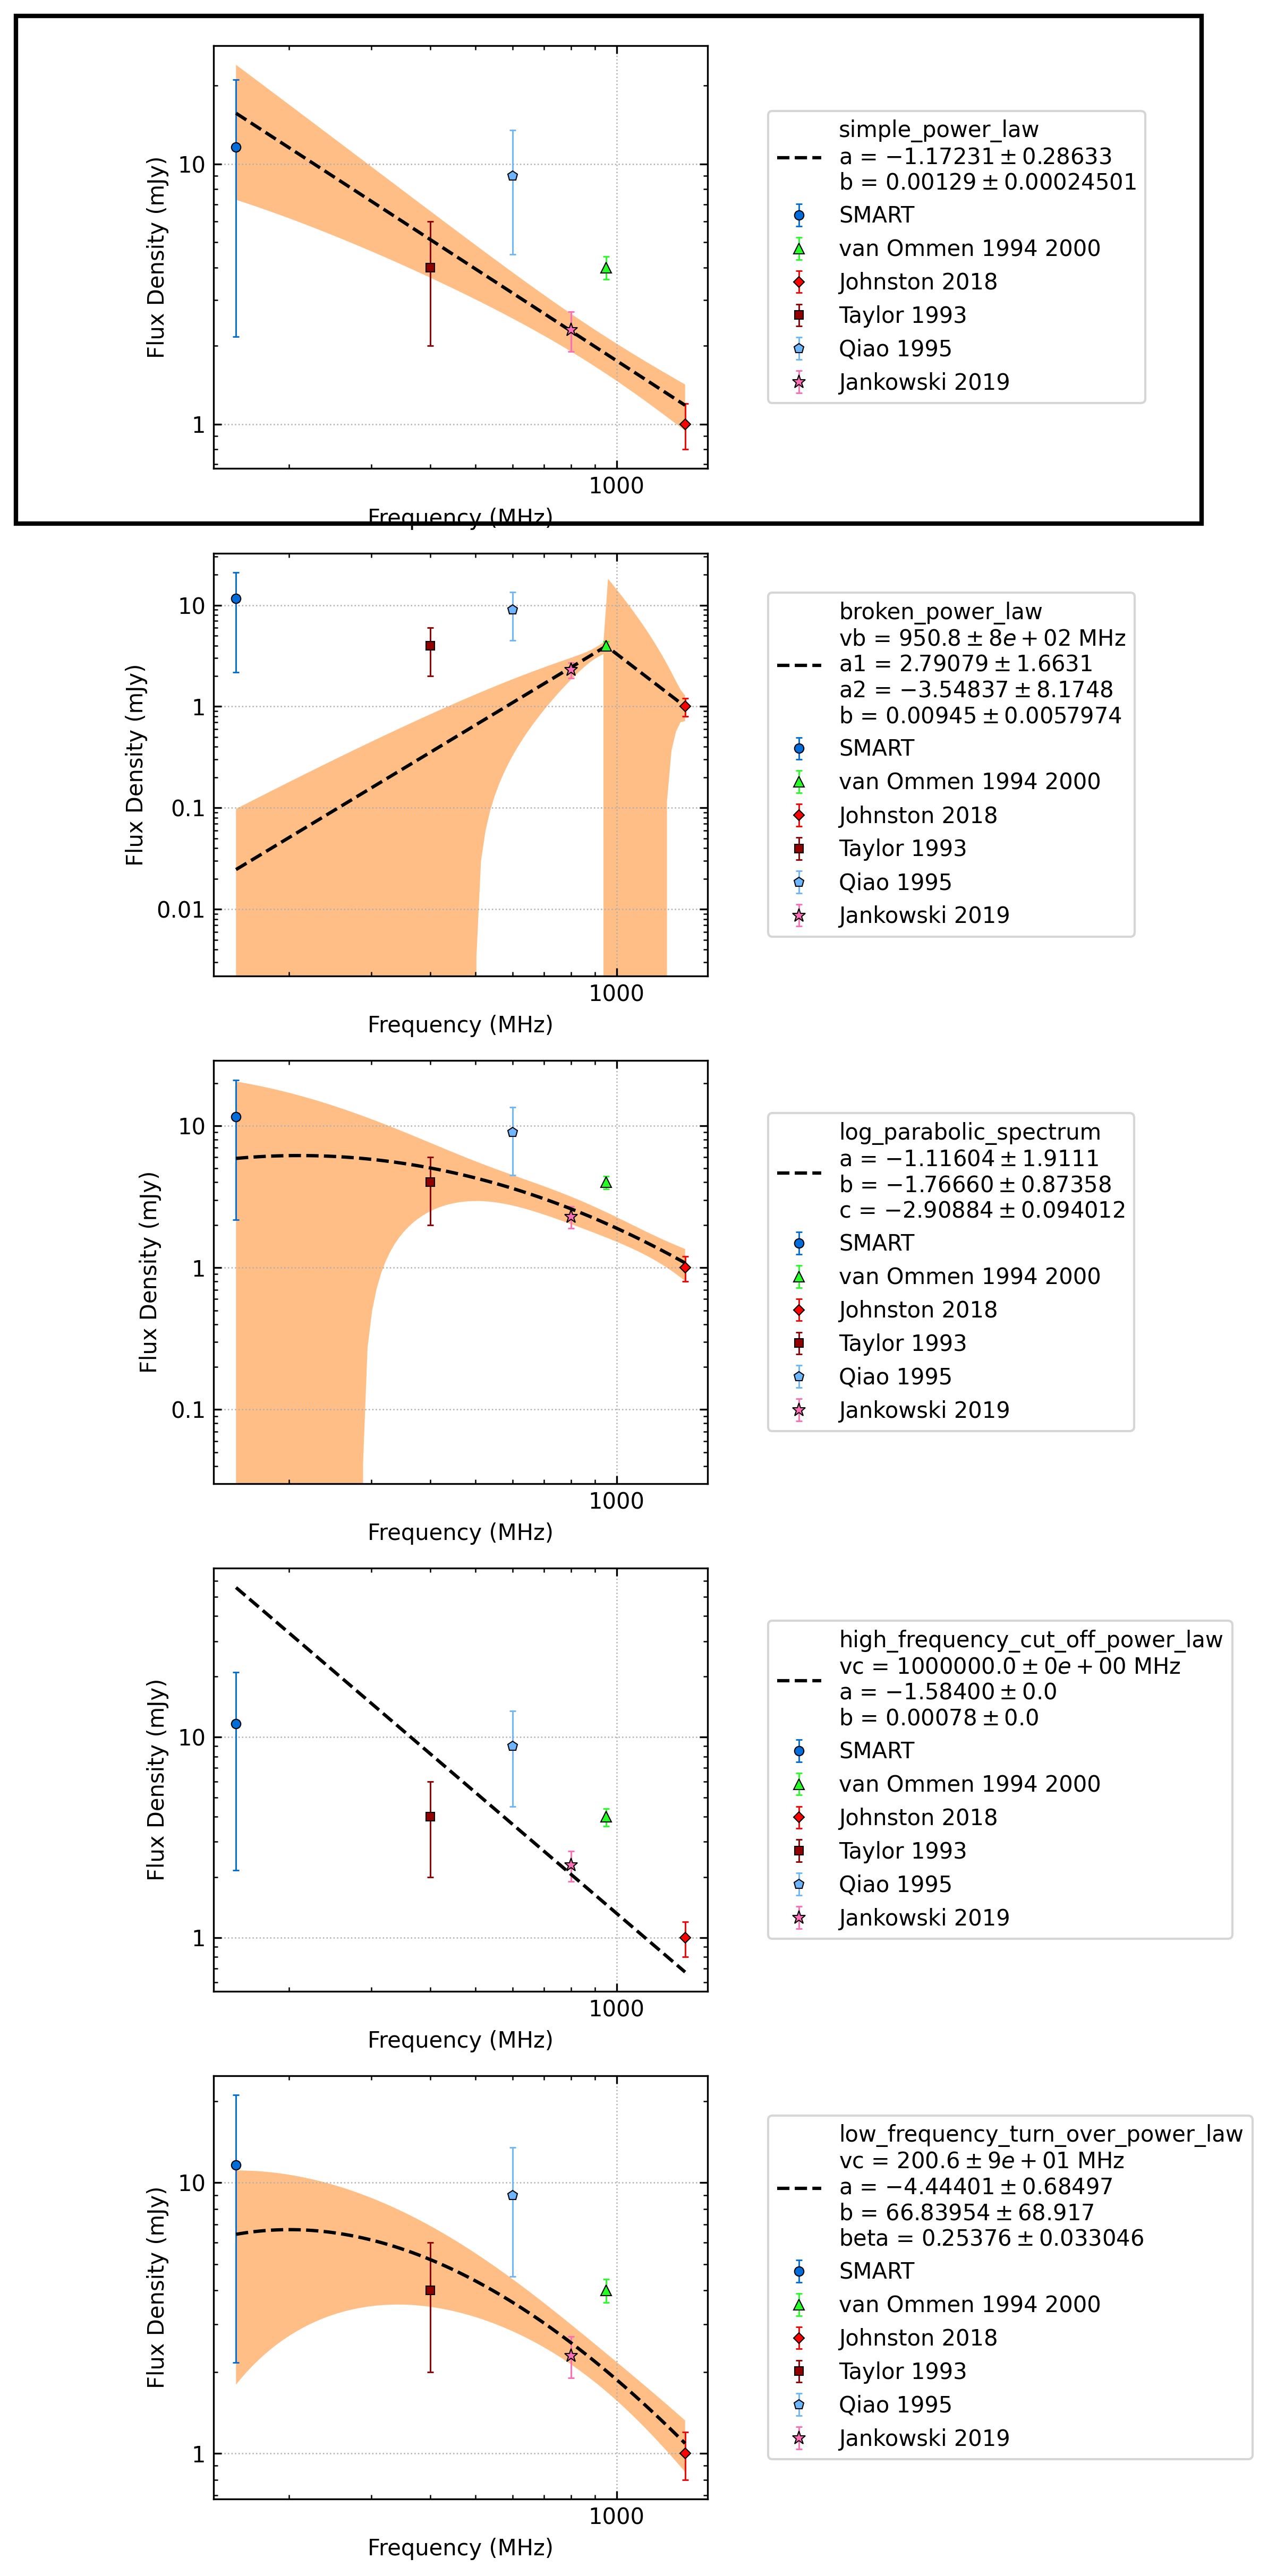 Flux Density (mJy)
10
1
1000
Frequency (MHz)
simple_power_law
a = −1.17231 ± 0.28633
b = 0.00129 ± 0.00024501
SMART
van Ommen 1994 2000
Johnston 2018
Taylor 1993
Qiao 1995
Jankowski 2019
Flux Density (mJy)
10
1
0.1
0.01
1000
Frequency (MHz)
broken_power_law
vb = 950.8 ± 8e + 02 MHz
a1 = 2.79079 ± 1.6631
a2 = −3.54837 ± 8.1748
b = 0.00945 ± 0.0057974
SMART
van Ommen 1994 2000
Johnston 2018
Taylor 1993
Qiao 1995
Jankowski 2019
Flux Density (mJy)
10
1
0.1
1000
Frequency (MHz)
log_parabolic_spectrum
a = −1.11604 ± 1.9111
b = −1.76660 ± 0.87358
c = −2.90884 ± 0.094012
SMART
van Ommen 1994 2000
Johnston 2018
Taylor 1993
Qiao 1995
Jankowski 2019
Flux Density (mJy)
10
1
1000
Frequency (MHz)
high_frequency_cut_off_power_law
vc = 1000000.0 ± 0e + 00 MHz
a = −1.58400 ± 0.0
b = 0.00078 ± 0.0
SMART
van Ommen 1994 2000
Johnston 2018
Taylor 1993
Qiao 1995
Jankowski 2019
Flux Density (mJy)
10
1
1000
Frequency (MHz)
low_frequency_turn_over_power_law
vc = 200.6 ± 9e + 01 MHz
a = −4.44401 ± 0.68497
b = 66.83954 ± 68.917
beta = 0.25376 ± 0.033046
SMART
van Ommen 1994 2000
Johnston 2018
Taylor 1993
Qiao 1995
Jankowski 2019